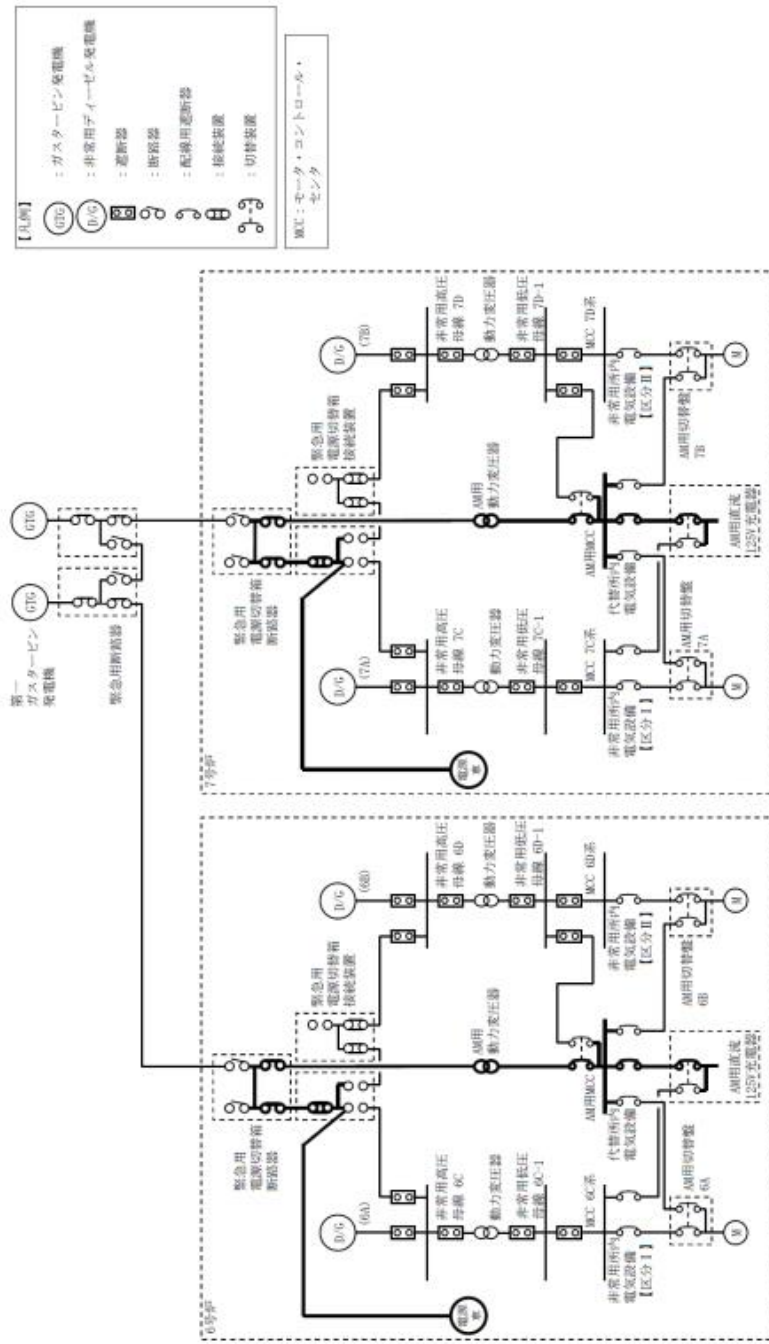 【凡例】
GTG
：ガスタービン発電機
D/G
：非常用ディーゼル発電機
：遮断器
：断路器
：配線用遮断器
：接続装置
：切替装置
MCC：モータ・コントロール・
センタ
第一
ガスタービン
発電機
GTG
GTG
緊急用断路器
6号炉
緊急用
電源切替箱
断路器
緊急用
電源切替箱
接続装置
電源
車
D/G
(6A)
D/G
(6B)
非常用高圧
母線 6C
非常用高圧
母線 6D
動力変圧器
AM用
動力変圧器
動力変圧器
非常用低圧
母線 6C-1
非常用低圧
母線 6D-1
MCC 6C系
AM用MCC
MCC 6D系
非常用所内
電気設備
【区分Ⅰ】
代替所内
電気設備
非常用所内
電気設備
【区分Ⅱ】
AM用切替盤
6A
AM用直流
125V充電器
AM用切替盤
6B
M
M
7号炉
緊急用
電源切替箱
断路器
緊急用
電源切替箱
接続装置
電源
車
D/G
(7A)
D/G
(7B)
非常用高圧
母線 7C
非常用高圧
母線 7D
動力変圧器
AM用
動力変圧器
動力変圧器
非常用低圧
母線 7C-1
非常用低圧
母線 7D-1
MCC 7C系
AM用MCC
MCC 7D系
非常用所内
電気設備
【区分Ⅰ】
代替所内
電気設備
非常用所内
電気設備
【区分Ⅱ】
AM用切替盤
7A
AM用直流
125V充電器
AM用切替盤
7B
M
M